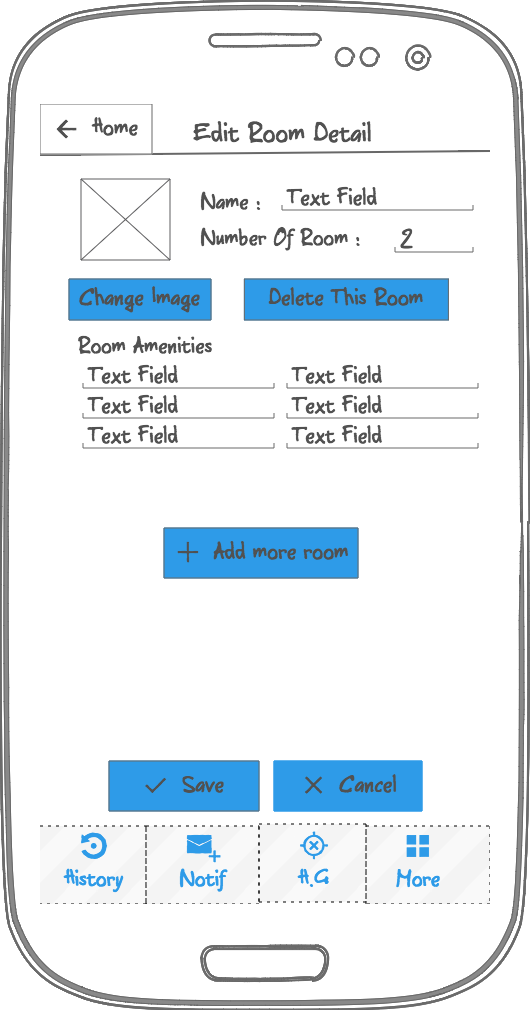 Home
Edit Room Detail
Name : Text Field
Number Of Room : 2
Change Image
Delete This Room
Room Amenities
Text Field Text Field
Text Field Text Field
Text Field Text Field
Add more room
Save
Cancel
History Notif H.G More